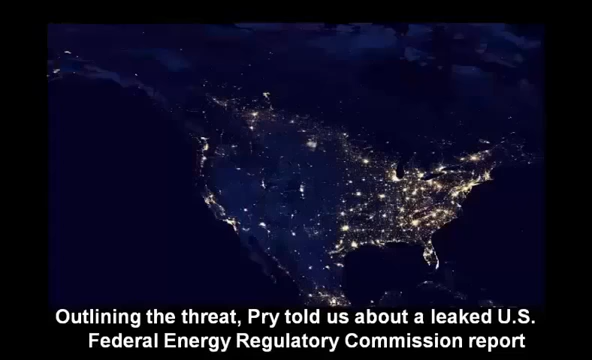 Outlining the threat, Pry told us about a leaked U.S.
Federal Energy Regulatory Commission report